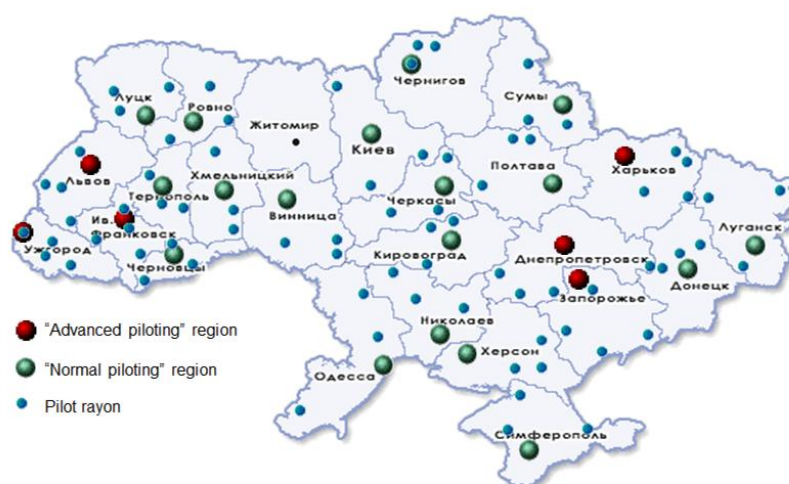 Чернигов
Сумы
Луцк
Ровно
Житомир
Киев
Львов
Хмельницкий
Тернополь
Полтава
Харьков
Черкасы
Винница
Ив.
Франковск
Ужгород
Черновцы
Кировоград
Днепропетровск
Луганск
Донецк
Запорожье
Николаев
Херсон
Одесса
Симферополь
"Advanced piloting" region
"Normal piloting" region
Pilot rayon